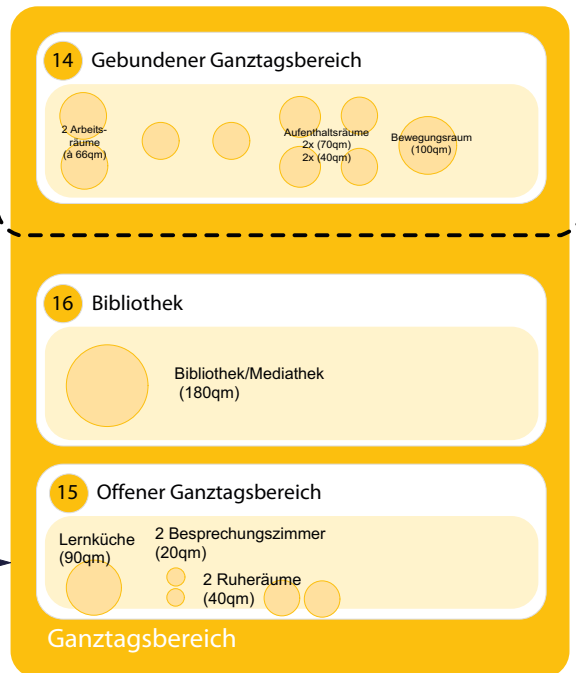 14 Gebundener Ganztagsbereich
2 Arbeits-
räume
(à 66qm)
Aufenthaltsräume
2x (70qm)
2x (40qm)
Bewegungsraum
(100qm)
16 Bibliothek
Bibliothek/Mediathek
(180qm)
15 Offener Ganztagsbereich
Lernküche
(90qm)
2 Besprechungszimmer
(20qm)
2 Ruheräume
(40qm)
Ganztagsbereich